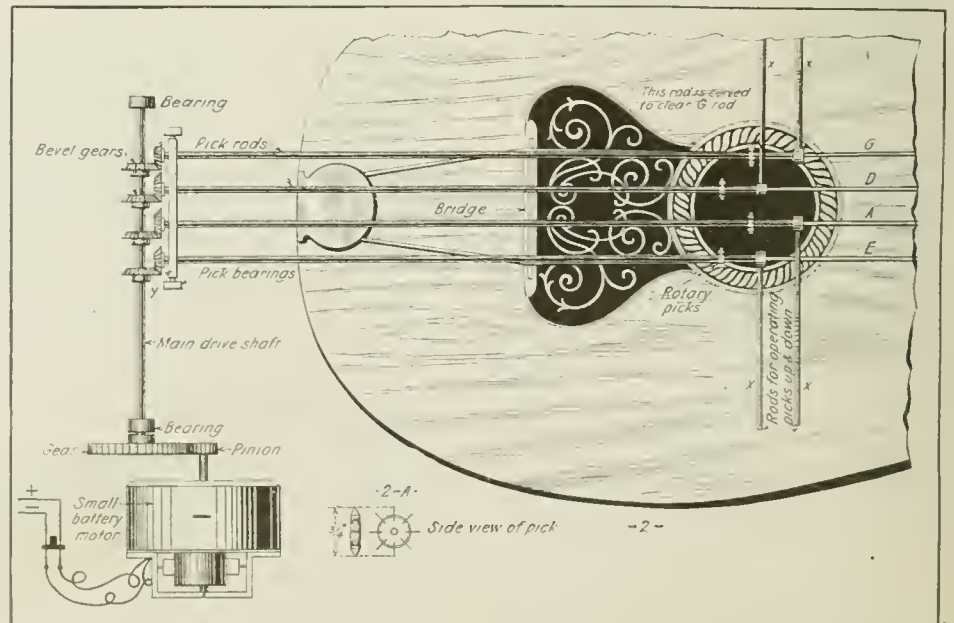 Bearing
Bevel gears
Pick rods
This rod is curved
to clear G rod
x
x
G
D
A
E
Bridge
Pick bearings
y
Rotary
picks
Main drive shaft
x
x
Rods for operating
picks up & down
Bearing
Gear
Pinion
+
-
Small
battery
motor
-2-A-
Side view of pick
-2-